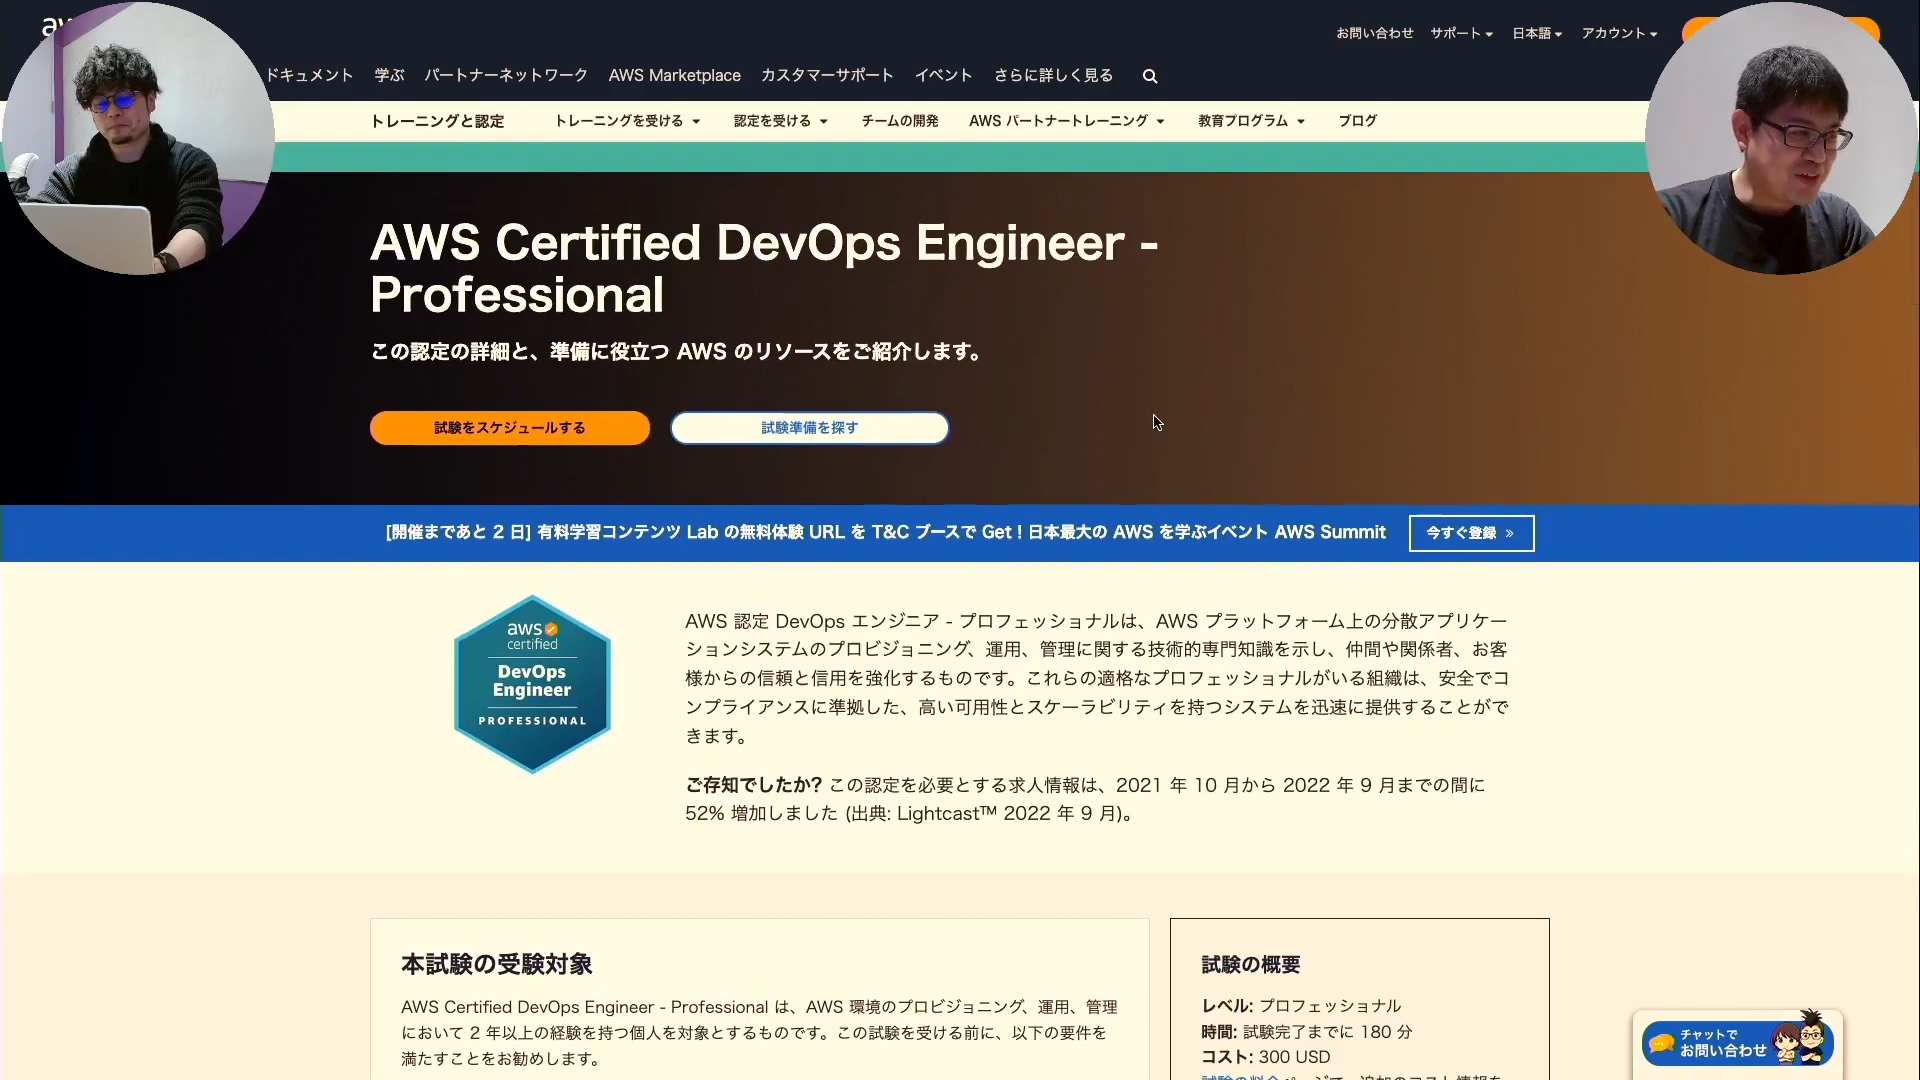 お問い合わせ サポート 日本語 アカウント
ドキュメント 学ぶ パートナーネットワーク AWS Marketplace カスタマーサポート イベント さらに詳しく見る
トレーニングと認定 トレーニングを受ける 認定を受ける チームの開発 AWS パートナートレーニング 教育プログラム ブログ
AWS Certified DevOps Engineer -
Professional
この認定の詳細と、準備に役立つ AWS のリソースをご紹介します。
試験をスケジュールする 試験準備を探す
[開催まであと 2 日] 有料学習コンテンツ Lab の無料体験 URL を T&C ブースで Get ! 日本最大の AWS を学ぶイベント AWS Summit 今すぐ登録 »
aws
certified
DevOps
Engineer
PROFESSIONAL
AWS 認定 DevOps エンジニア - プロフェッショナルは、AWS プラットフォーム上の分散アプリケー
ションシステムのプロビジョニング、運用、管理に関する技術的専門知識を示し、仲間や関係者、お客
様からの信頼と信用を強化するものです。これらの適格なプロフェッショナルがいる組織は、安全でコ
ンプライアンスに準拠した、高い可用性とスケーラビリティを持つシステムを迅速に提供することがで
きます。
ご存知でしたか? この認定を必要とする求人情報は、2021 年 10 月から 2022 年 9 月までの間に
52% 増加しました (出典: Lightcast™ 2022 年 9 月)。
本試験の受験対象
AWS Certified DevOps Engineer - Professional は、AWS 環境のプロビジョニング、運用、管理
において 2 年以上の経験を持つ個人を対象とするものです。この試験を受ける前に、以下の要件を
満たすことをお勧めします。
試験の概要
レベル: プロフェッショナル
時間: 試験完了までに 180 分
コスト: 300 USD
チャットで
お問い合わせ